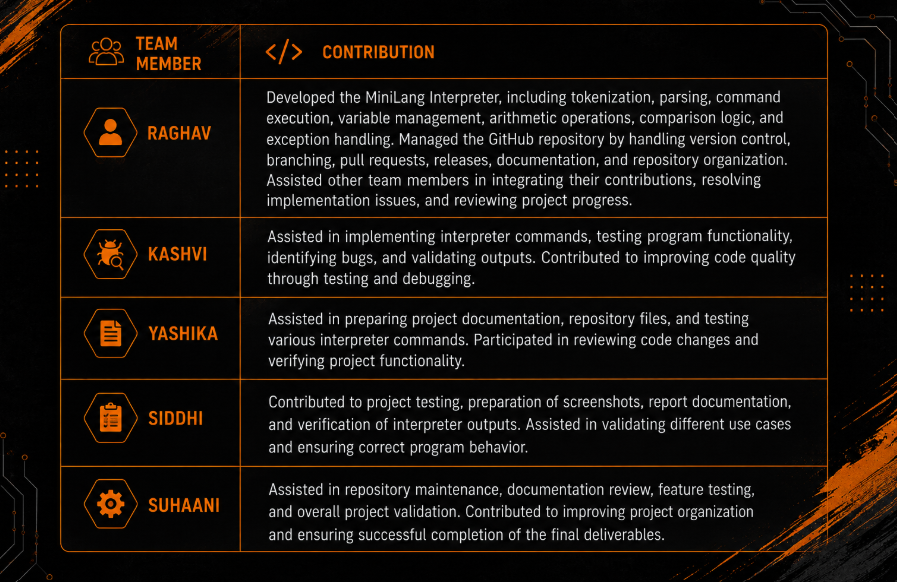 TEAM
MEMBER
</> CONTRIBUTION
RAGHAV
Developed the MiniLang Interpreter, including tokenization, parsing, command
execution, variable management, arithmetic operations, comparison logic, and
exception handling. Managed the GitHub repository by handling version control,
branching, pull requests, releases, documentation, and repository organization.
Assisted other team members in integrating their contributions, resolving
implementation issues, and reviewing project progress.
KASHVI
Assisted in implementing interpreter commands, testing program functionality,
identifying bugs, and validating outputs. Contributed to improving code quality
through testing and debugging.
YASHIKA
Assisted in preparing project documentation, repository files, and testing
various interpreter commands. Participated in reviewing code changes and
verifying project functionality.
SIDDHI
Contributed to project testing, preparation of screenshots, report documentation,
and verification of interpreter outputs. Assisted in validating different use cases
and ensuring correct program behavior.
SUHAANI
Assisted in repository maintenance, documentation review, feature testing,
and overall project validation. Contributed to improving project organization
and ensuring successful completion of the final deliverables.